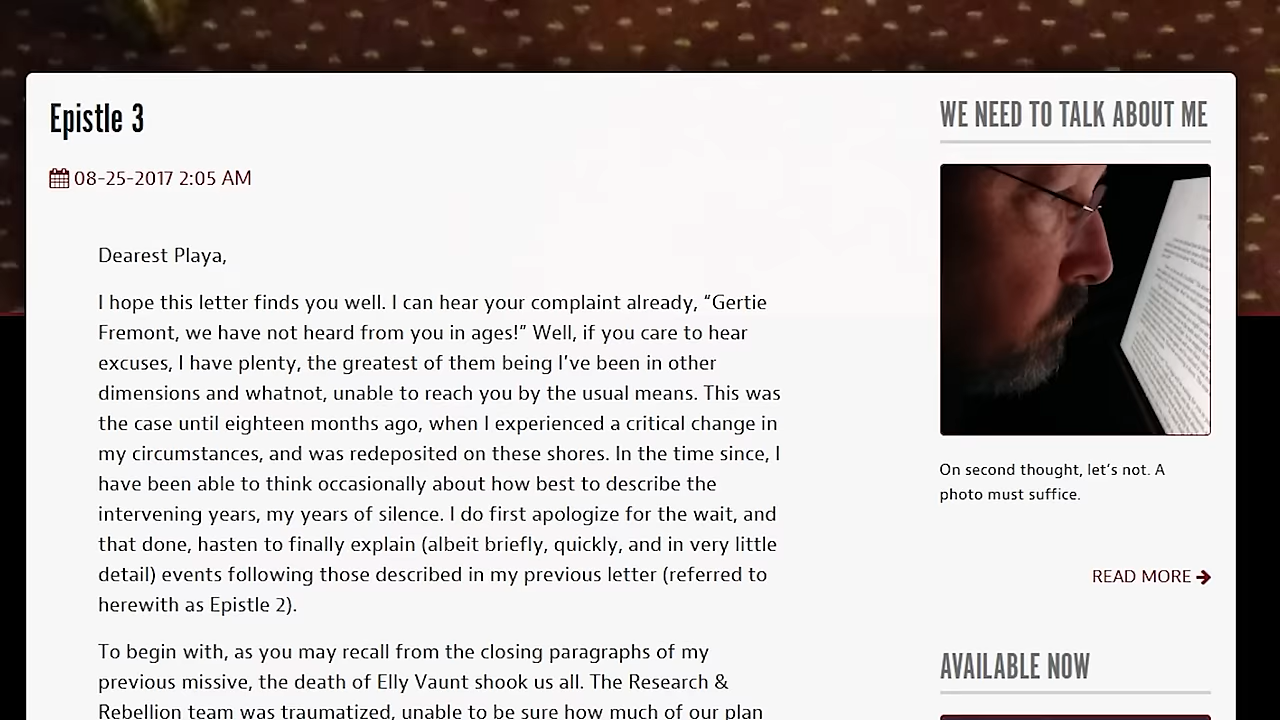 Epistle 3
08-25-2017 2:05 AM
Dearest Playa,
I hope this letter finds you well. I can hear your complaint already, “Gertie
Fremont, we have not heard from you in ages!” Well, if you care to hear
excuses, I have plenty, the greatest of them being I’ve been in other
dimensions and whatnot, unable to reach you by the usual means. This was
the case until eighteen months ago, when I experienced a critical change in
my circumstances, and was redeposited on these shores. In the time since, I
have been able to think occasionally about how best to describe the
intervening years, my years of silence. I do first apologize for the wait, and
that done, hasten to finally explain (albeit briefly, quickly, and in very little
detail) events following those described in my previous letter (referred to
herewith as Epistle 2).
To begin with, as you may recall from the closing paragraphs of my
previous missive, the death of Elly Vaunt shook us all. The Research &
Rebellion team was traumatized, unable to be sure how much of our plan
WE NEED TO TALK ABOUT ME
On second thought, let’s not. A
photo must suffice.
READ MORE
AVAILABLE NOW